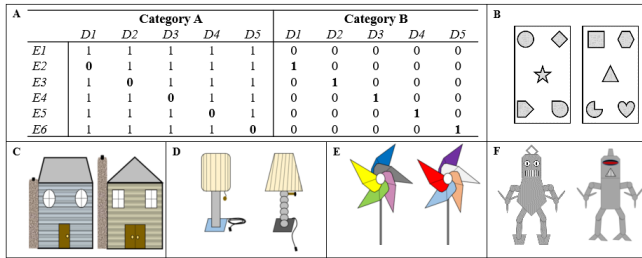 A
Category A Category B
D1 D2 D3 D4 D5 D1 D2 D3 D4 D5
E1 1 1 1 1 1 0 0 0 0 0
E2 0 1 1 1 1 1 0 0 0 0
E3 1 0 1 1 1 0 1 0 0 0
E4 1 1 0 1 1 0 0 1 0 0
E5 1 1 1 0 1 0 0 0 1 0
E6 1 1 1 1 0 0 0 0 0 1
B
C
D
E
F